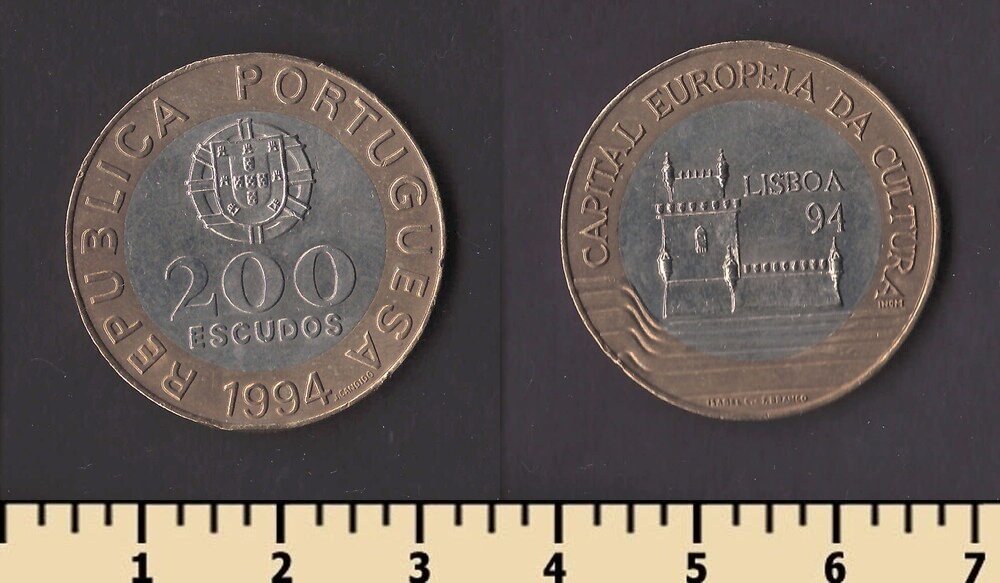 REPUBLICA PORTUGUESA
200
ESCUDOS
1994
CAPITAL EUROPEIA DA CULTURA
LISBOA
94
INCM
1 2 3 4 5 6 7